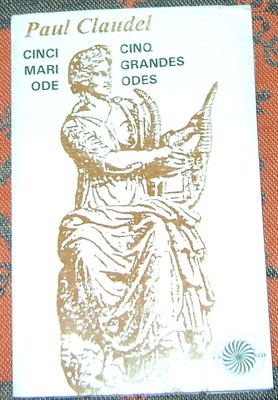 Paul Claudel
CINCI
MARI
ODE
CINQ
GRANDES
ODES